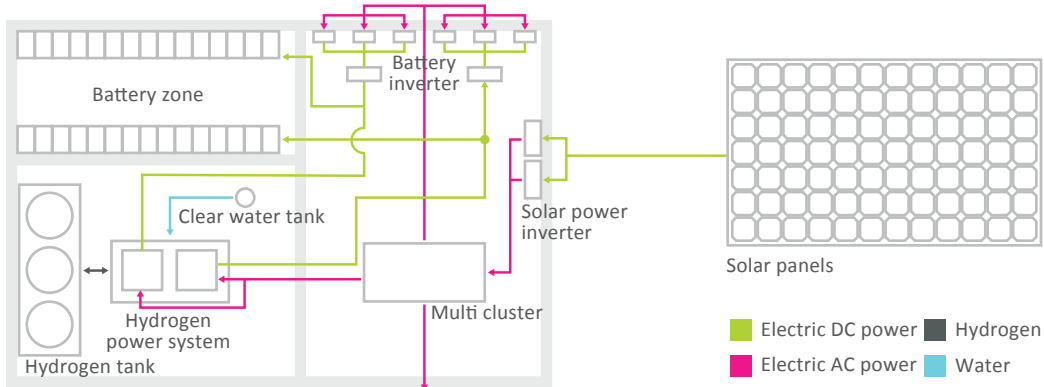 Battery
inverter
Battery zone
Clear water tank
Solar power
inverter
Solar panels
Multi cluster
Hydrogen
power system
Hydrogen tank
Electric DC power
Hydrogen
Electric AC power
Water